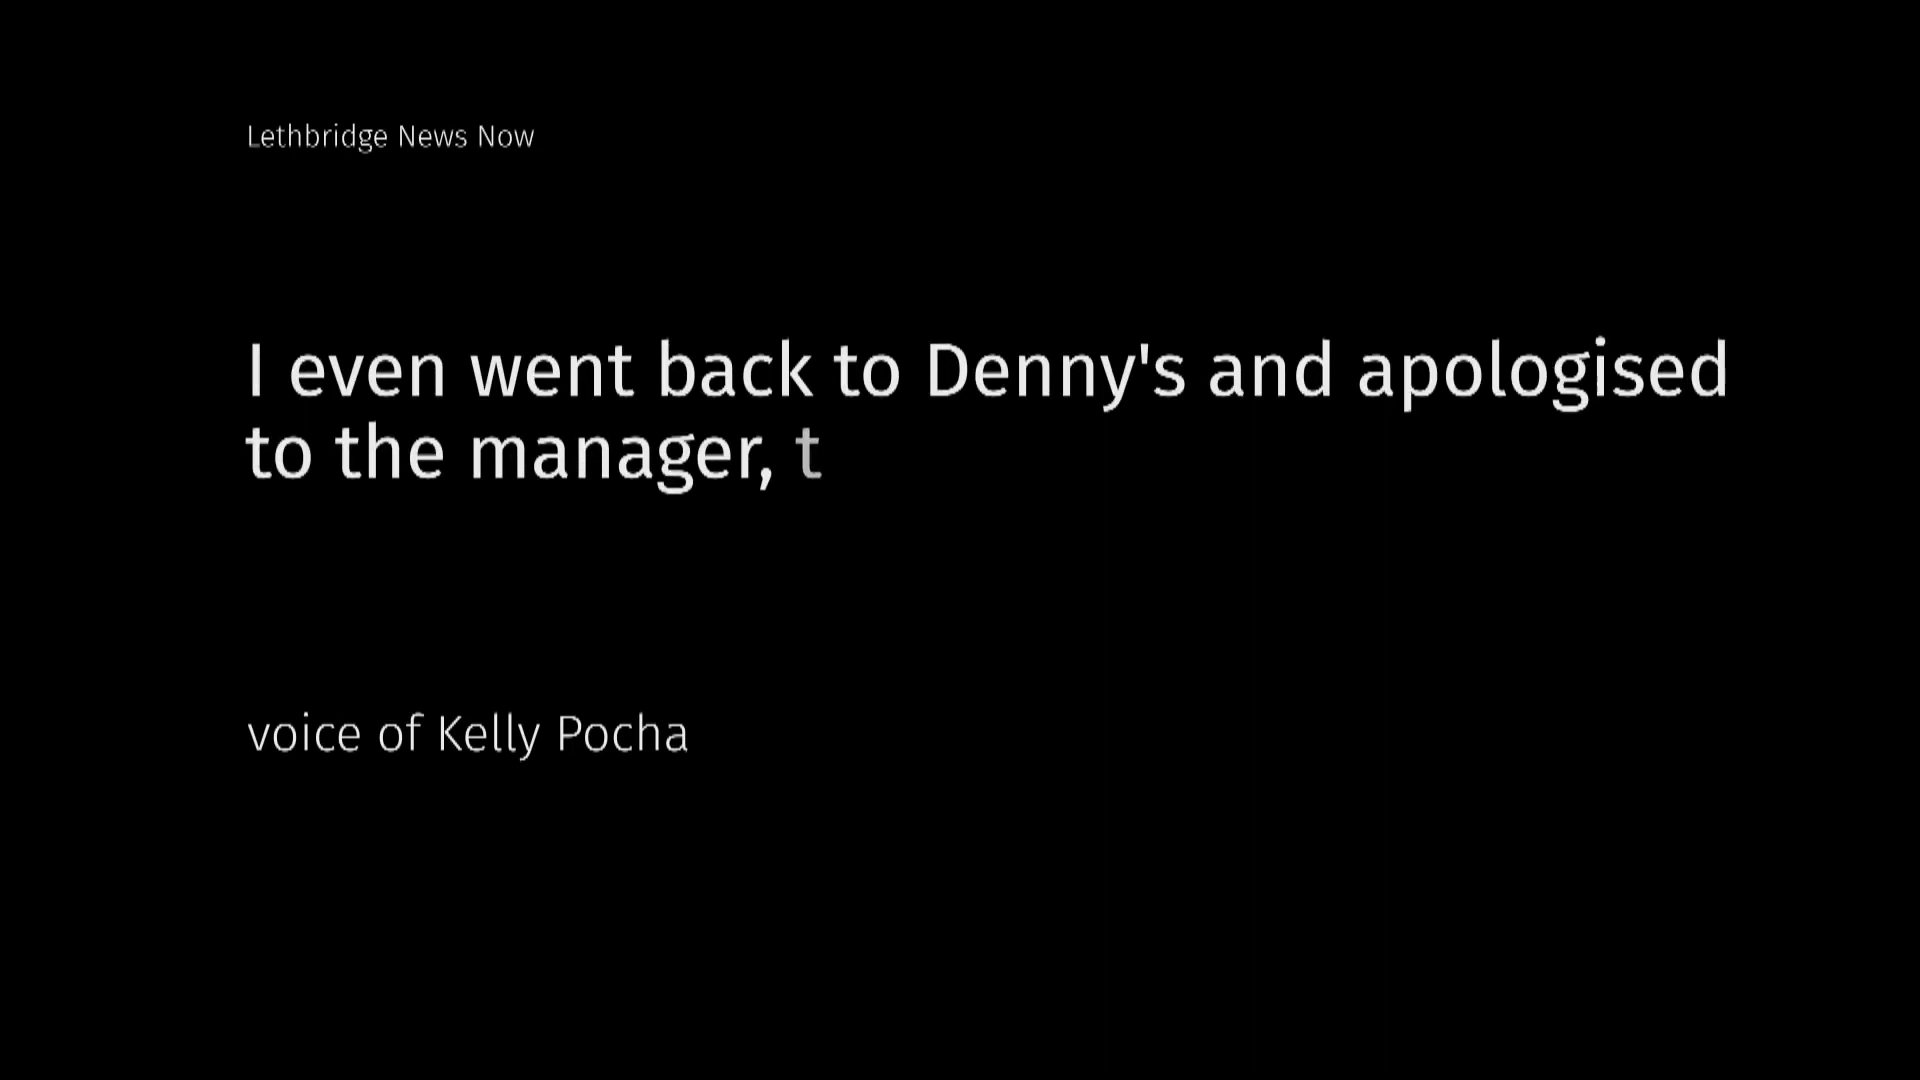 Lethbridge News Now
I even went back to Denny's and apologised
to the manager, t
voice of Kelly Pocha